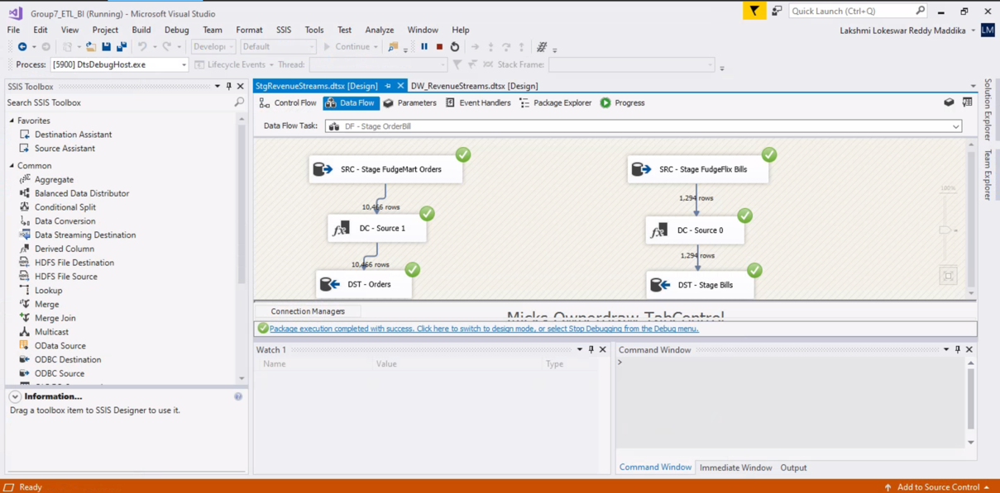 Group7_ETL_BI (Running) - Microsoft Visual Studio
Quick Launch (Ctrl+Q)
File Edit View Project Build Debug Team Format SSIS Tools Test Analyze Window Help
Lakshmi Lokeswar Reddy Maddika LM
Develop Default Continue
Process: [5900] DtsDebugHost.exe Lifecycle Events Thread: Stack Frame:
SSIS Toolbox
StgRevenueStreams.dtsx [Design] DW_RevenueStreams.dtsx [Design]
Search SSIS Toolbox
Control Flow Data Flow Parameters Event Handlers Package Explorer Progress
Data Flow Task: DF - Stage OrderBill
Favorites
Destination Assistant
Source Assistant
Common
Aggregate
Balanced Data Distributor
Conditional Split
Data Conversion
Data Streaming Destination
Derived Column
HDFS File Destination
HDFS File Source
Lookup
Merge
Merge Join
Multicast
OData Source
ODBC Destination
ODBC Source
SRC - Stage FudgeMart Orders
10,466 rows
DC - Source 1
10,466 rows
DST - Orders
SRC - Stage FudgeFlix Bills
1,294 rows
DC - Source 0
1,294 rows
DST - Stage Bills
100%
Solution Explorer
Team Explorer
Connection Managers
Micks Ownerdraw TabControl
Package execution completed with success. Click here to switch to design mode, or select Stop Debugging from the Debug menu.
Watch 1
Name Value Type
Command Window
>
Information...
Drag a toolbox item to SSIS Designer to use it.
Command Window Immediate Window Output
Ready
Add to Source Control